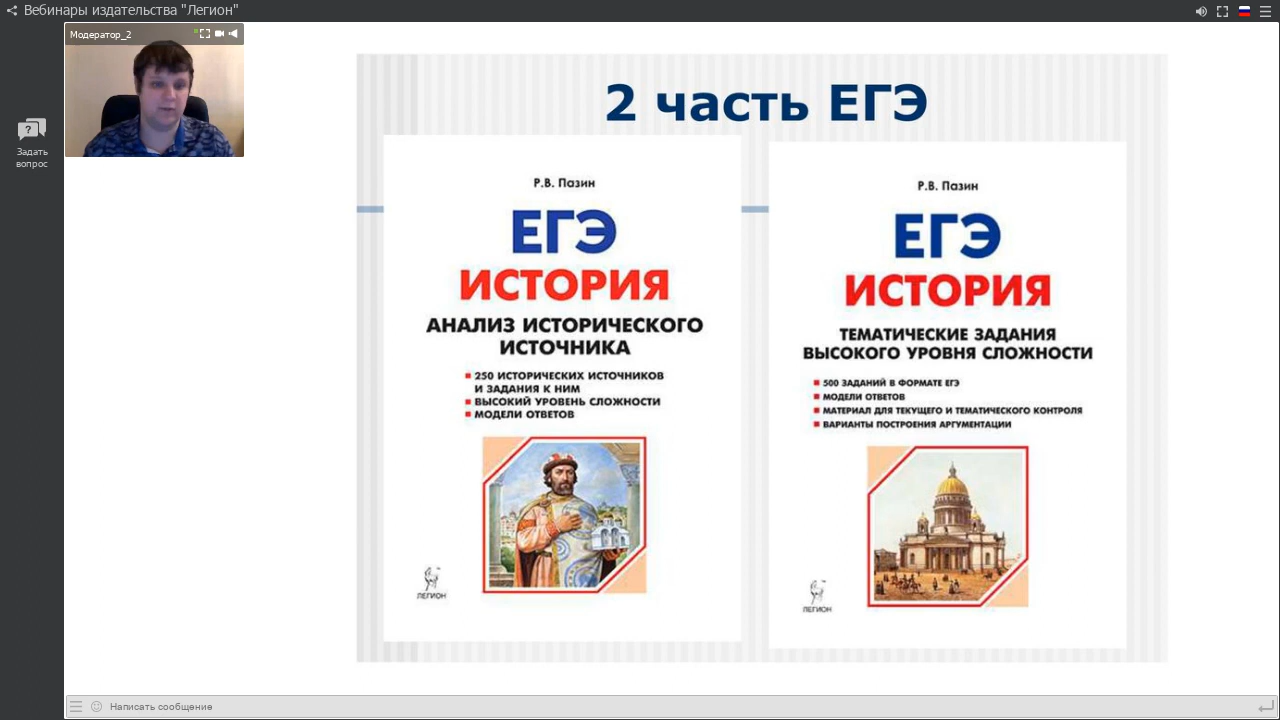 Вебинары издательства "Легион"
Модератор_2
Задать
вопрос
2 часть ЕГЭ
Р.В. Пазин
ЕГЭ
ИСТОРИЯ
АНАЛИЗ ИСТОРИЧЕСКОГО
ИСТОЧНИКА
250 ИСТОРИЧЕСКИХ ИСТОЧНИКОВ
И ЗАДАНИЯ К НИМ
ВЫСОКИЙ УРОВЕНЬ СЛОЖНОСТИ
МОДЕЛИ ОТВЕТОВ
ЛЕГИОН
Р.В. Пазин
ЕГЭ
ИСТОРИЯ
ТЕМАТИЧЕСКИЕ ЗАДАНИЯ
ВЫСОКОГО УРОВНЯ СЛОЖНОСТИ
500 ЗАДАНИЙ В ФОРМАТЕ ЕГЭ
МОДЕЛИ ОТВЕТОВ
МАТЕРИАЛ ДЛЯ ТЕКУЩЕГО И ТЕМАТИЧЕСКОГО КОНТРОЛЯ
ВАРИАНТЫ ПОСТРОЕНИЯ АРГУМЕНТАЦИИ
ЛЕГИОН
Написать сообщение